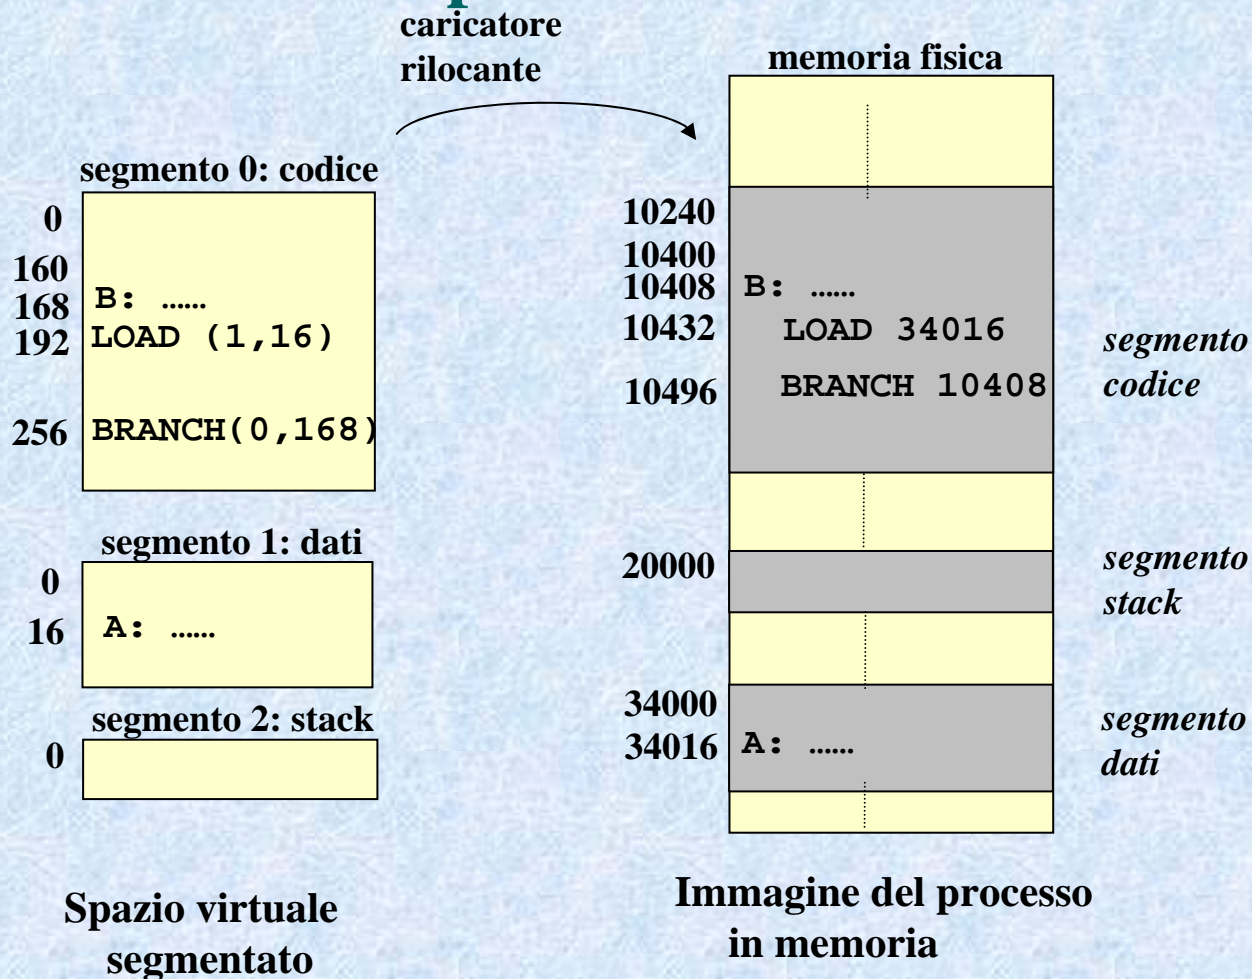 caricatore
rilocante
memoria fisica
segmento 0: codice
0
160
168 B: ......
192 LOAD (1,16)
256 BRANCH(0,168)
segmento 1: dati
0
16 A: ......
segmento 2: stack
0
10240
10400
10408 B: ......
10432 LOAD 34016
10496 BRANCH 10408
segmento
codice
20000
segmento
stack
34000
34016 A: ......
segmento
dati
Spazio virtuale
segmentato
Immagine del processo
in memoria